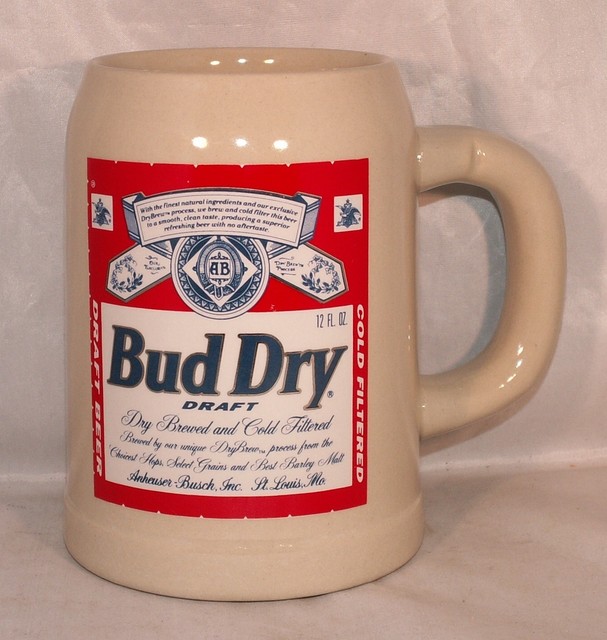 With the finest natural ingredients and our exclusive
DryBrew™ process, we brew and cold filter this beer
to a smooth, clean taste, producing a superior
refreshing beer with no aftertaste.
AB
12 FL. OZ.
Bud Dry®
DRAFT
Dry Brewed and Cold Filtered
Brewed by our unique DryBrew™ process from the
Choicest Hops, Select Grains and Best Barley Malt
Anheuser-Busch, Inc. St. Louis, Mo.
DRAFT BEER
COLD FILTERED